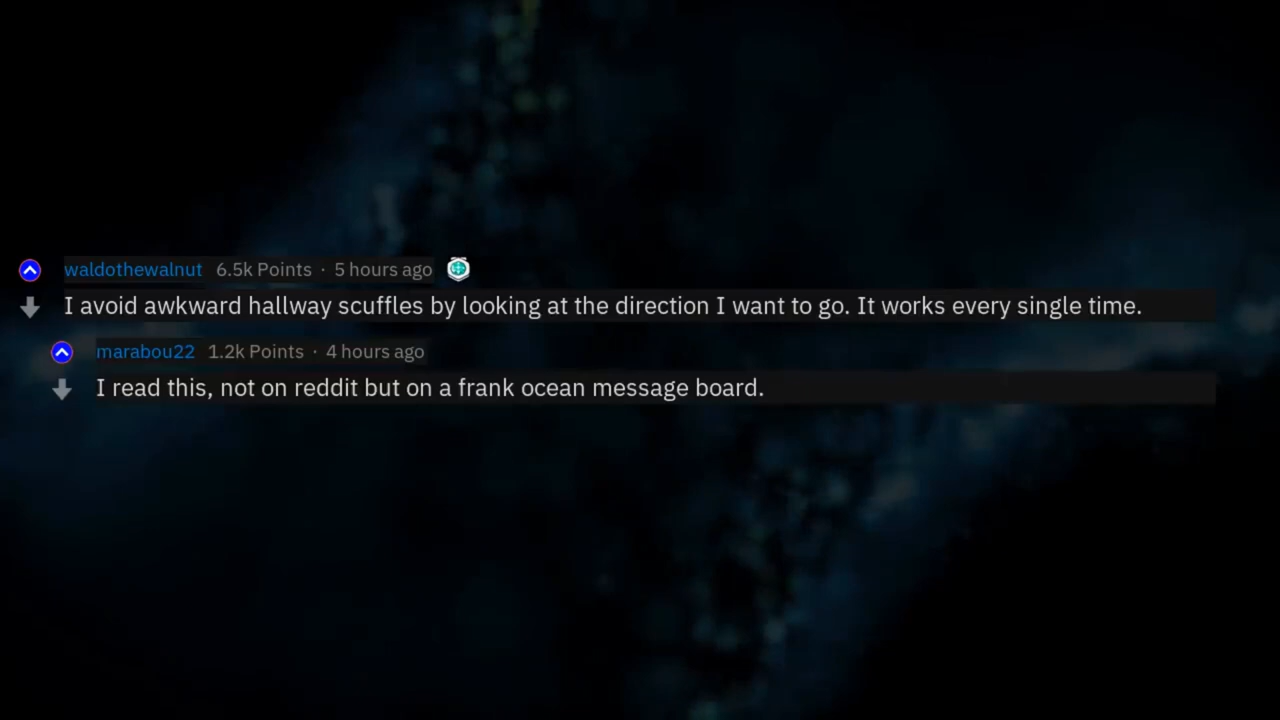 waldothewalnut 6.5k Points · 5 hours ago
I avoid awkward hallway scuffles by looking at the direction I want to go. It works every single time.
marabou22 1.2k Points · 4 hours ago
I read this, not on reddit but on a frank ocean message board.